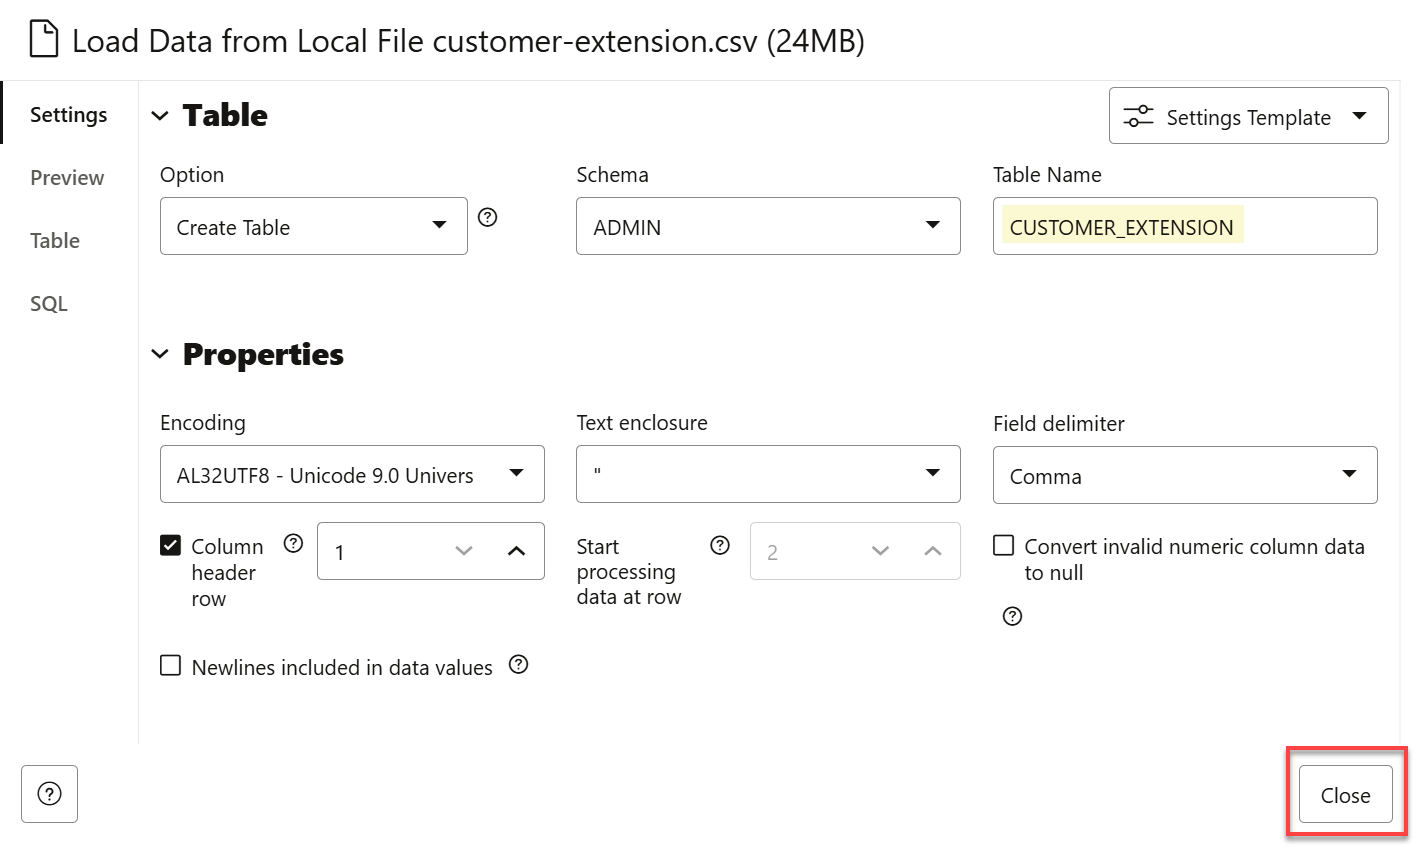 Load Data from Local File customer-extension.csv (24MB)
Settings
Preview
Table
SQL
Table
Settings Template
Option
Schema
Table Name
Create Table
ADMIN
CUSTOMER_EXTENSION
Properties
Encoding
Text enclosure
Field delimiter
AL32UTF8 - Unicode 9.0 Univers
"
Comma
Column
header
row
1
Start
processing
data at row
2
Convert invalid numeric column data
to null
Newlines included in data values
Close